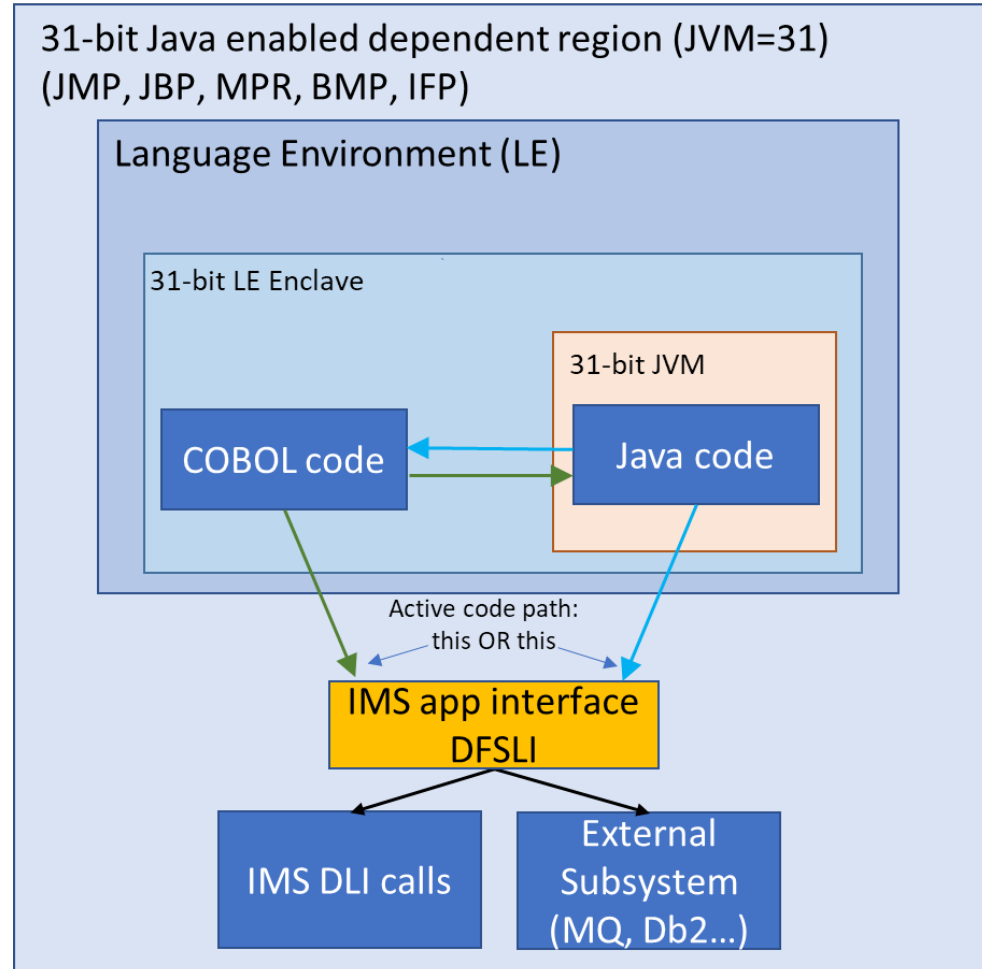 31-bit Java enabled dependent region (JVM=31)
(JMP, JBP, MPR, BMP, IFP)
Language Environment (LE)
31-bit LE Enclave
31-bit JVM
COBOL code
Java code
Active code path:
this OR this
IMS app interface
DFSLI
IMS DLI calls
External
Subsystem
(MQ, Db2...)